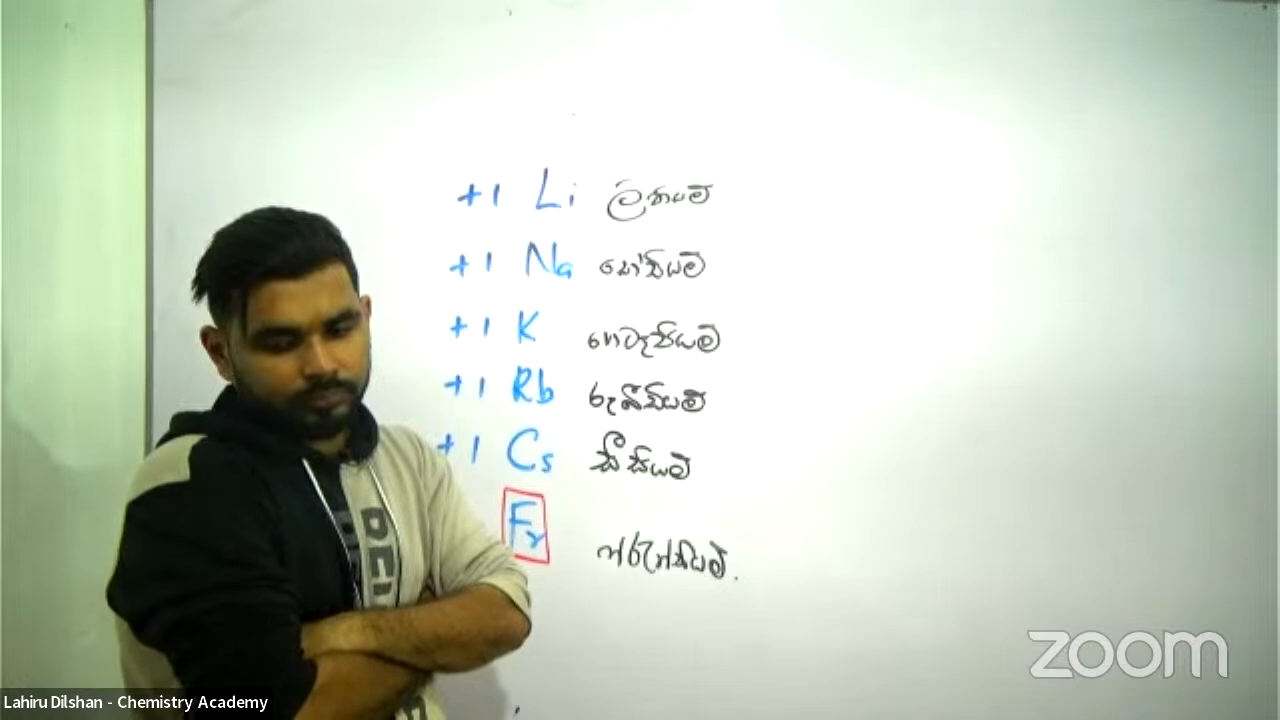 +1 Li ලිතියම්
+1 Na සෝඩියම්
+1 K පොටෑසියම්
+1 Rb රුබීඩියම්
+1 Cs සීසියම්
Fr ෆ්රැන්සියම්.
zoom
Lahiru Dilshan - Chemistry Academy